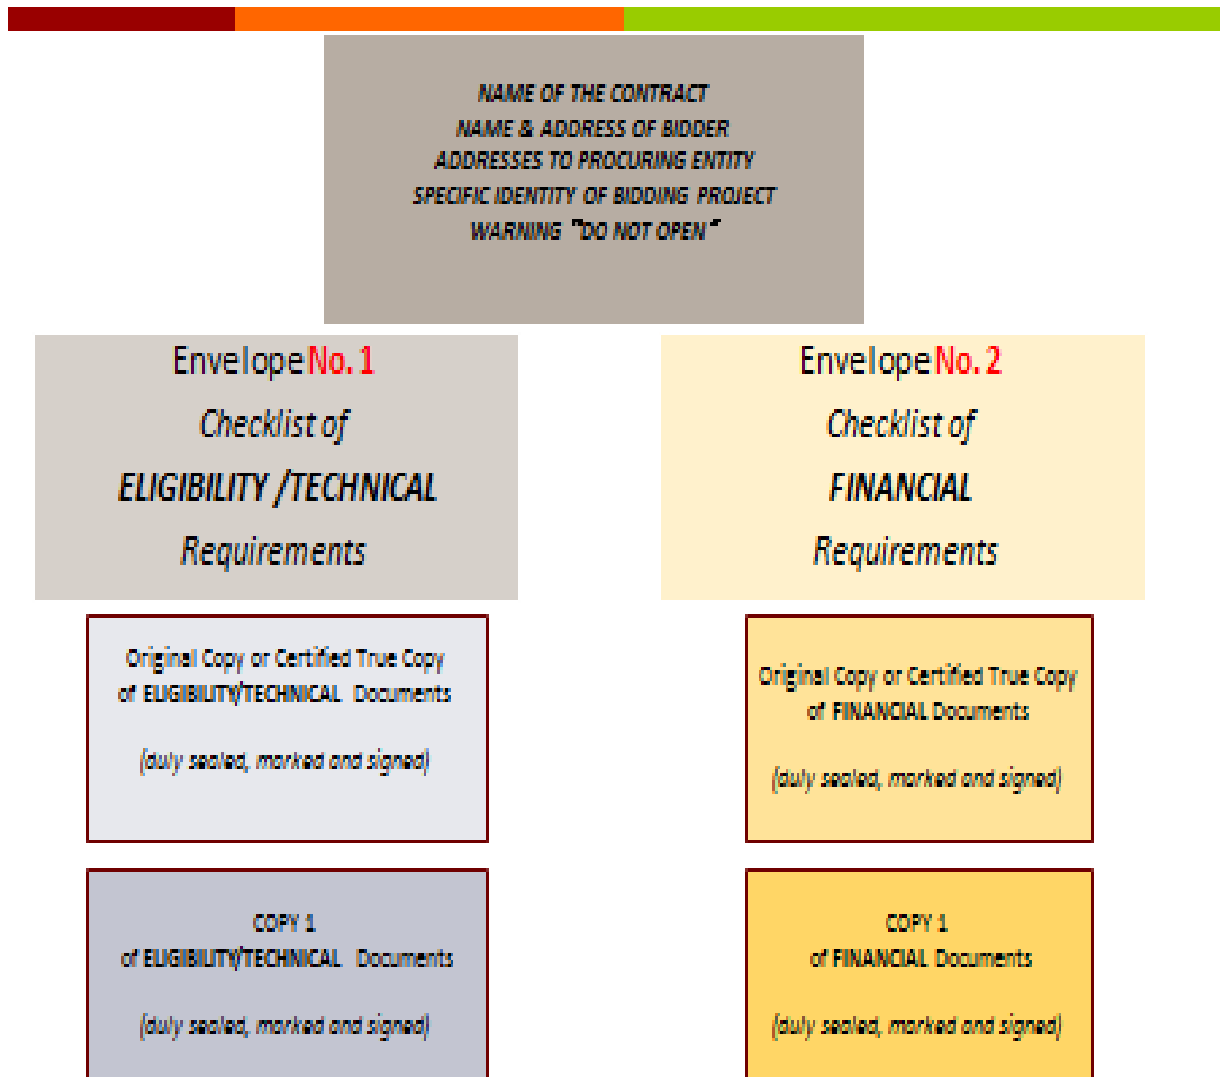 NAME OF THE CONTRACT
NAME & ADDRESS OF BIDDER
ADDRESSES TO PROCURING ENTITY
SPECIFIC IDENTITY OF BIDDING PROJECT
WARNING "DO NOT OPEN"
Envelope No. 1
Checklist of
ELIGIBILITY /TECHNICAL
Requirements
Original Copy or Certified True Copy
of ELIGIBILITY/TECHNICAL Documents
(duly sealed, marked and signed)
COPY 1
of ELIGIBILITY/TECHNICAL Documents
(duly sealed, marked and signed)
Envelope No. 2
Checklist of
FINANCIAL
Requirements
Original Copy or Certified True Copy
of FINANCIAL Documents
(duly sealed, marked and signed)
COPY 1
of FINANCIAL Documents
(duly sealed, marked and signed)